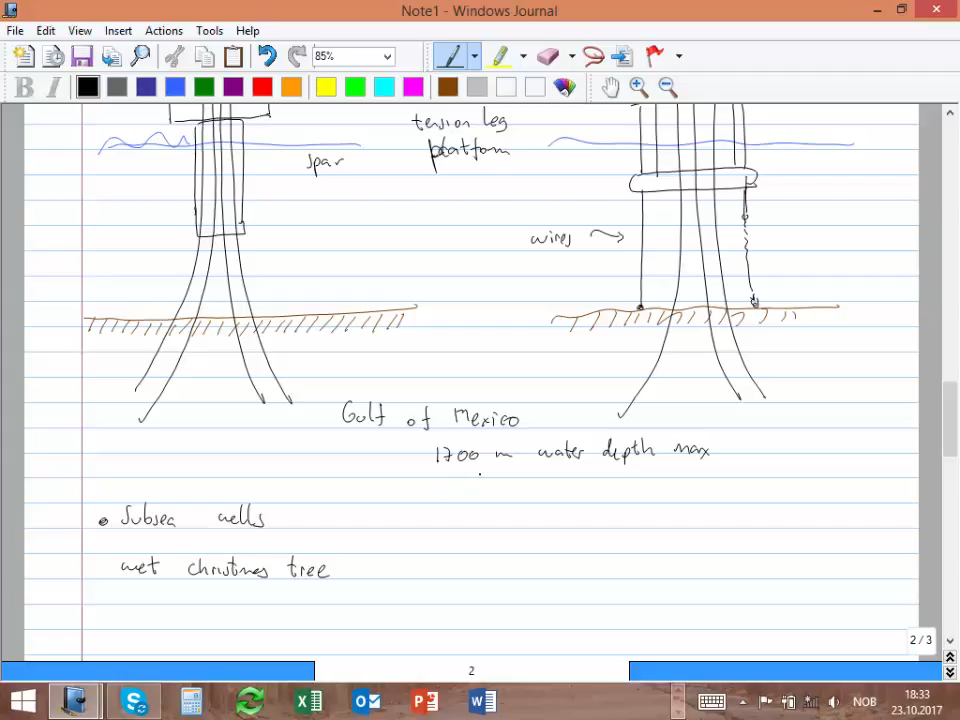 Note1 - Windows Journal
File Edit View Insert Actions Tools Help
85%
B I
tension leg
platform
spar
wires
Gulf of Mexico
1700 m water depth max
• Subsea wells
wet christmas tree
2 / 3
2
NOB
18:33
23.10.2017